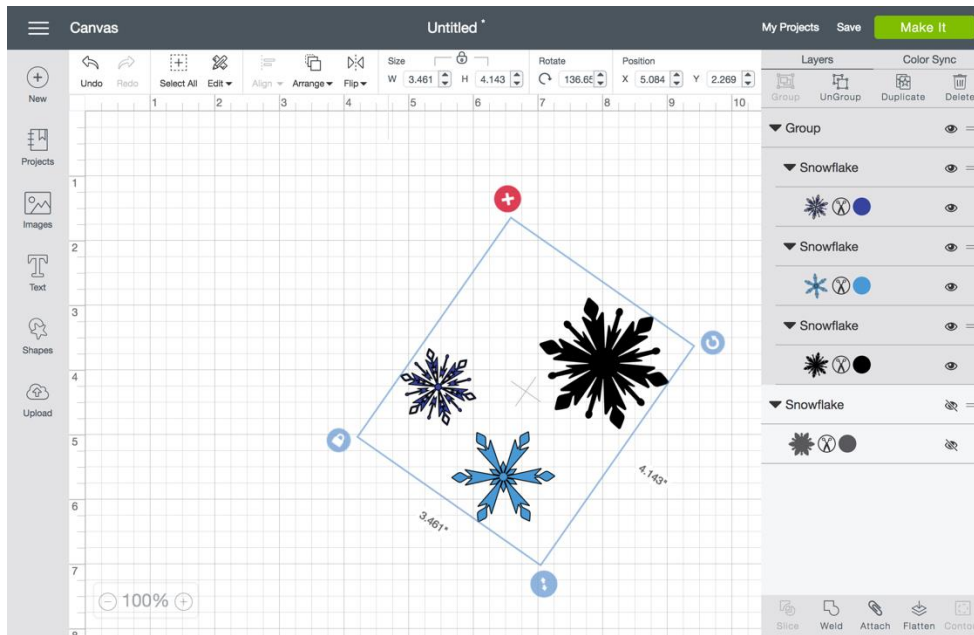 Canvas
Untitled *
My Projects Save Make It
Undo Redo Select All Edit Align Arrange Flip
Size
W 3.461 H 4.143
Rotate
136.6
Position
X 5.084 Y 2.269
Layers Color Sync
Group UnGroup Duplicate Delete
1 2 3 4 5 6 7 8 9 10
1
2
3
4
5
6
7
8
New
Projects
Images
Text
Shapes
Upload
Group
Snowflake
Snowflake
Snowflake
Snowflake
4.143"
3.461"
100%
Slice Weld Attach Flatten Conto